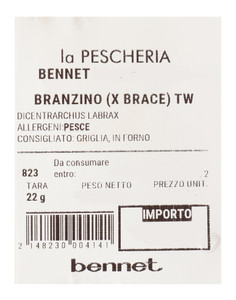 la PESCHERIA
BENNET
BRANZINO (X BRACE) TW
DICENTRARCHUS LABRAX
ALLERGENI:PESCE
CONSIGLIATO: GRIGLIA, IN FORNO
Da consumare
823 entro: 2
TARA PESO NETTO PREZZO UNIT.
22 g
IMPORTO
2 148230 004141
bennet